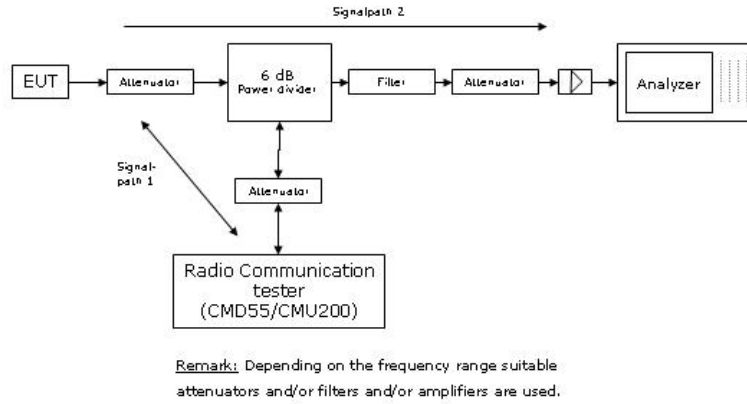 Signalpath 2
EUT
Attenuator
6 dB
Power divider
Filter
Attenuator
Analyzer
Signal-
path 1
Attenuator
Radio Communication
tester
(CMD55/CMU200)
Remark: Depending on the frequency range suitable
attenuators and/or filters and/or amplifiers are used.